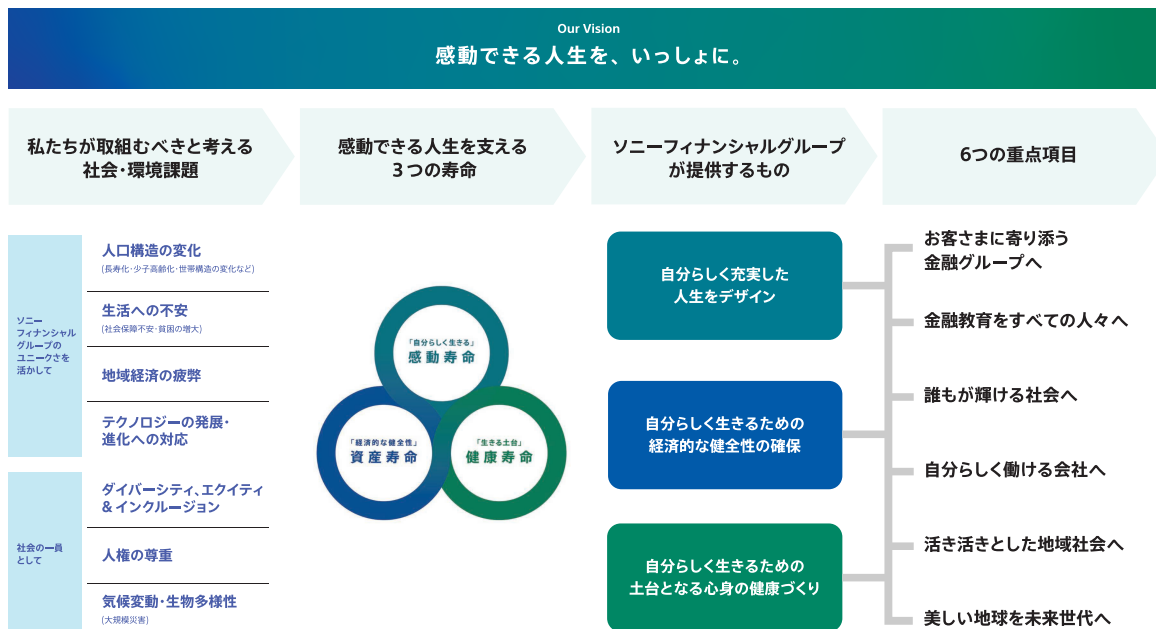 Our Vision
感動できる人生を、いっしょに。
私たちが取組むべきと考える
社会・環境課題
感動できる人生を支える
3つの寿命
ソニーフィナンシャルグループ
が提供するもの
6つの重点項目
ソニー
フィナンシャル
グループの
ユニークさを
活かして
人口構造の変化
(長寿化・少子高齢化・世帯構造の変化など)
生活への不安
(社会保障不安・貧困の増大)
地域経済の疲弊
テクノロジーの発展・
進化への対応
社会の一員
として
ダイバーシティ、エクイティ
& インクルージョン
人権の尊重
気候変動・生物多様性
(大規模災害)
「自分らしく生きる」
感動寿命
「経済的な健全性」
資産寿命
「生きる土台」
健康寿命
自分らしく充実した
人生をデザイン
自分らしく生きるための
経済的な健全性の確保
自分らしく生きるための
土台となる心身の健康づくり
お客さまに寄り添う
金融グループへ
金融教育をすべての人々へ
誰もが輝ける社会へ
自分らしく働ける会社へ
活き活きとした地域社会へ
美しい地球を未来世代へ